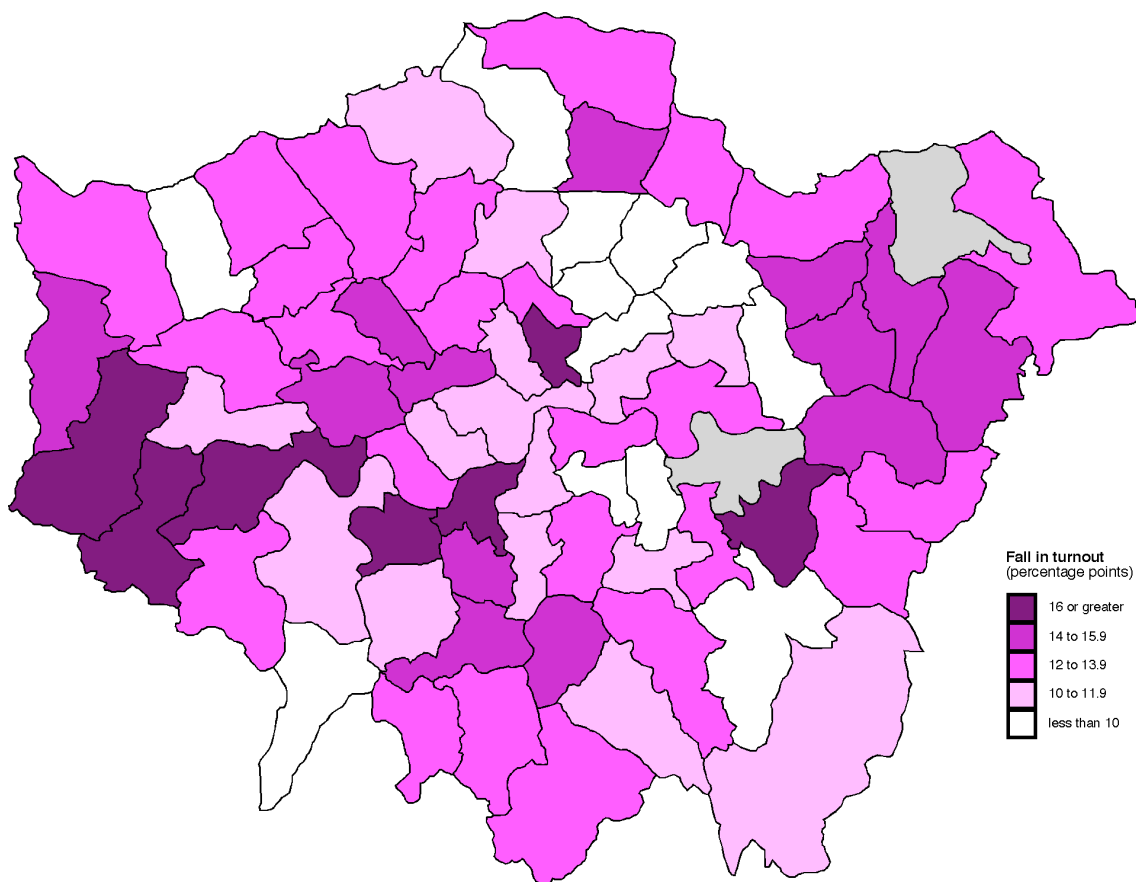 Fall in turnout
(percentage points)
16 or greater
14 to 15.9
12 to 13.9
10 to 11.9
less than 10